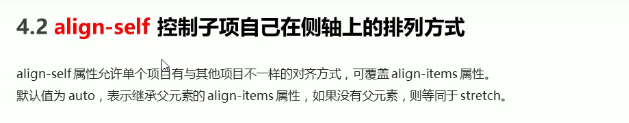 4.2 align-self 控制子项自己在侧轴上的排列方式
align-self 属性允许单个项目有与其他项目不一样的对齐方式，可覆盖 align-items 属性。
默认值为 auto，表示继承父元素的 align-items 属性，如果没有父元素，则等同于 stretch。